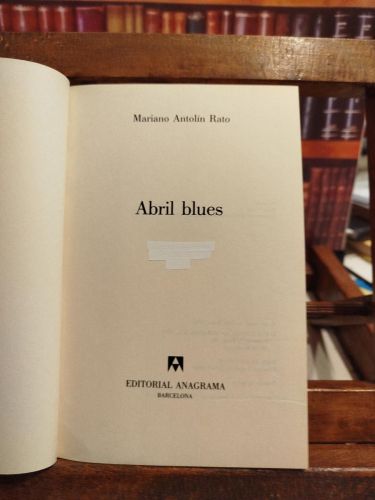 Mariano Antolín Rato
Abril blues
EDITORIAL ANAGRAMA
BARCELONA